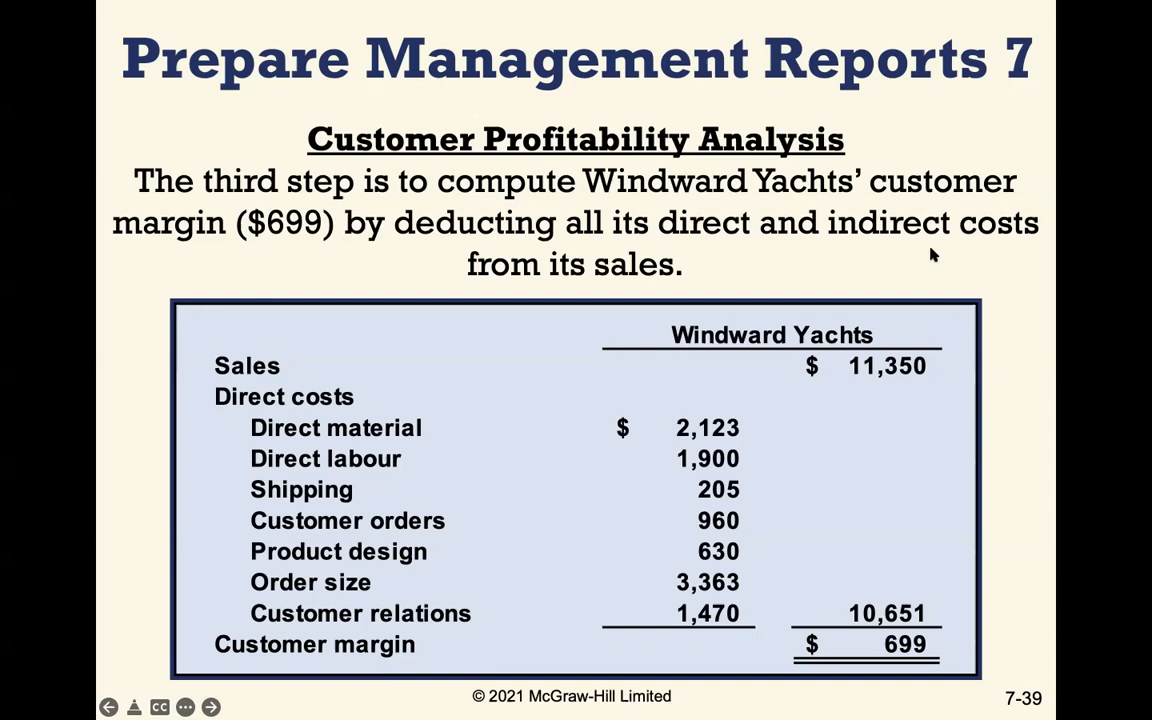 Prepare Management Reports 7
Customer Profitability Analysis
The third step is to compute Windward Yachts’ customer
margin ($699) by deducting all its direct and indirect costs
from its sales.
Windward Yachts
Sales $ 11,350
Direct costs
Direct material $ 2,123
Direct labour 1,900
Shipping 205
Customer orders 960
Product design 630
Order size 3,363
Customer relations 1,470 10,651
Customer margin $ 699
CC
© 2021 McGraw-Hill Limited
7-39